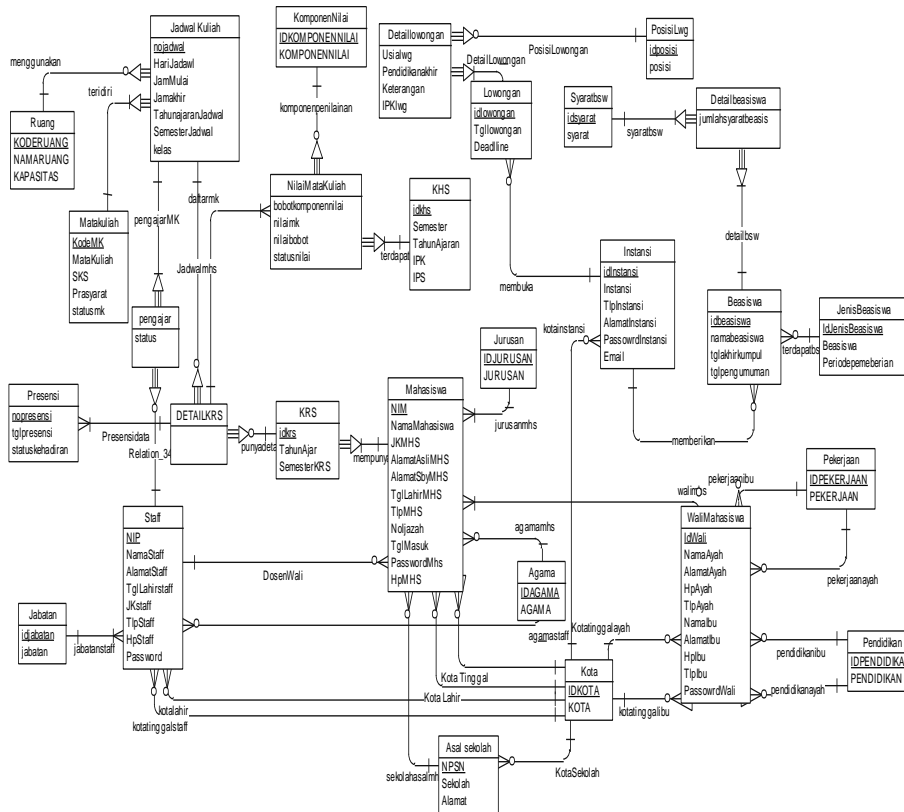 Jadwal Kuliah
nojadwal
HariJadawl
JamMulai
Jamakhir
TahunajaranJadwal
SemesterJadwal
kelas
menggunakan
teridiri
Ruang
KODERUANG
NAMARUANG
KAPASITAS
Matakuliah
KodeMK
MataKuliah
SKS
Prasyarat
statusmk
pengajarMK
daftarmk
Jadwalmhs
pengajar
status
KomponenNilai
IDKOMPONENNILAI
KOMPONENNILAI
komponenpenilainan
NilaiMataKuliah
bobotkomponennilai
nilaimk
nilaibobot
statusnilai
terdapat
KHS
idkhs
Semester
TahunAjaran
IPK
IPS
Detaillowongan
Usialwg
Pendidikanakhir
Keterangan
IPKlwg
DetailLowongan
PosisiLowongan
PosisiLwg
idposisi
posisi
Lowongan
idlowongan
Tgllowongan
Deadlline
membuka
Syaratbsw
idsyarat
syarat
syaratbsw
Detailbeasiswa
jumlahsyaratbeasis
detailbsw
Instansi
idInstansi
Instansi
TlpInstansi
AlamatInstansi
PassowrdInstansi
Email
kotainstansi
memberikan
Beasiswa
idbeasiswa
namabeasiswa
tglakhirkumpul
tglpengumuman
terdapatbs
JenisBeasiswa
IdJenisBeasiswa
Beasiswa
Periodepemeberian
Jurusan
IDJURUSAN
JURUSAN
jurusanmhs
Presensi
nopresensi
tglpresensi
statuskehadiran
Presensidata
Relation_34
DETAILKRS
punyadeta
KRS
idkrs
TahunAjar
SemesterKRS
mempunya
Mahasiswa
NIM
NamaMahasiswa
JKMHS
AlamatAsliMHS
AlamatSbyMHS
TglLahirMHS
TlpMHS
NoIjazah
TglMasuk
PasswordMhs
HpMHS
Staff
NIP
NamaStaff
AlamatStaff
TglLahirstaff
JKstaff
TlpStaff
HpStaff
Password
DosenWali
Jabatan
idjabatan
jabatan
jabatanstaff
agamamhs
Agama
IDAGAMA
AGAMA
agamastaff
walimhs
WaliMahasiswa
IdWali
NamaAyah
AlamatAyah
HpAyah
TlpAyah
NamaIbu
AlamatIbu
HpIbu
TlpIbu
PassowrdWali
pekerjaanibu
Pekerjaan
IDPEKERJAAN
PEKERJAAN
pekerjaanayah
Pendidikan
IDPENDIDIKA
PENDIDIKAN
pendidikanibu
pendidikanayah
Kotatinggalayah
Kota
IDKOTA
KOTA
kotatinggalibu
Kota Tinggal
Kota Lahir
kotalahir
kotatinggalstaff
sekolahasalmh
Asal sekolah
NPSN
Sekolah
Alamat
KotaSekolah